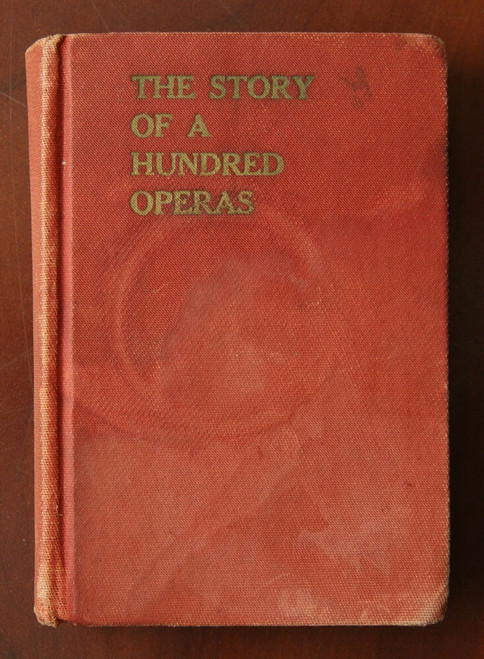 THE STORY
OF A
HUNDRED
OPERAS